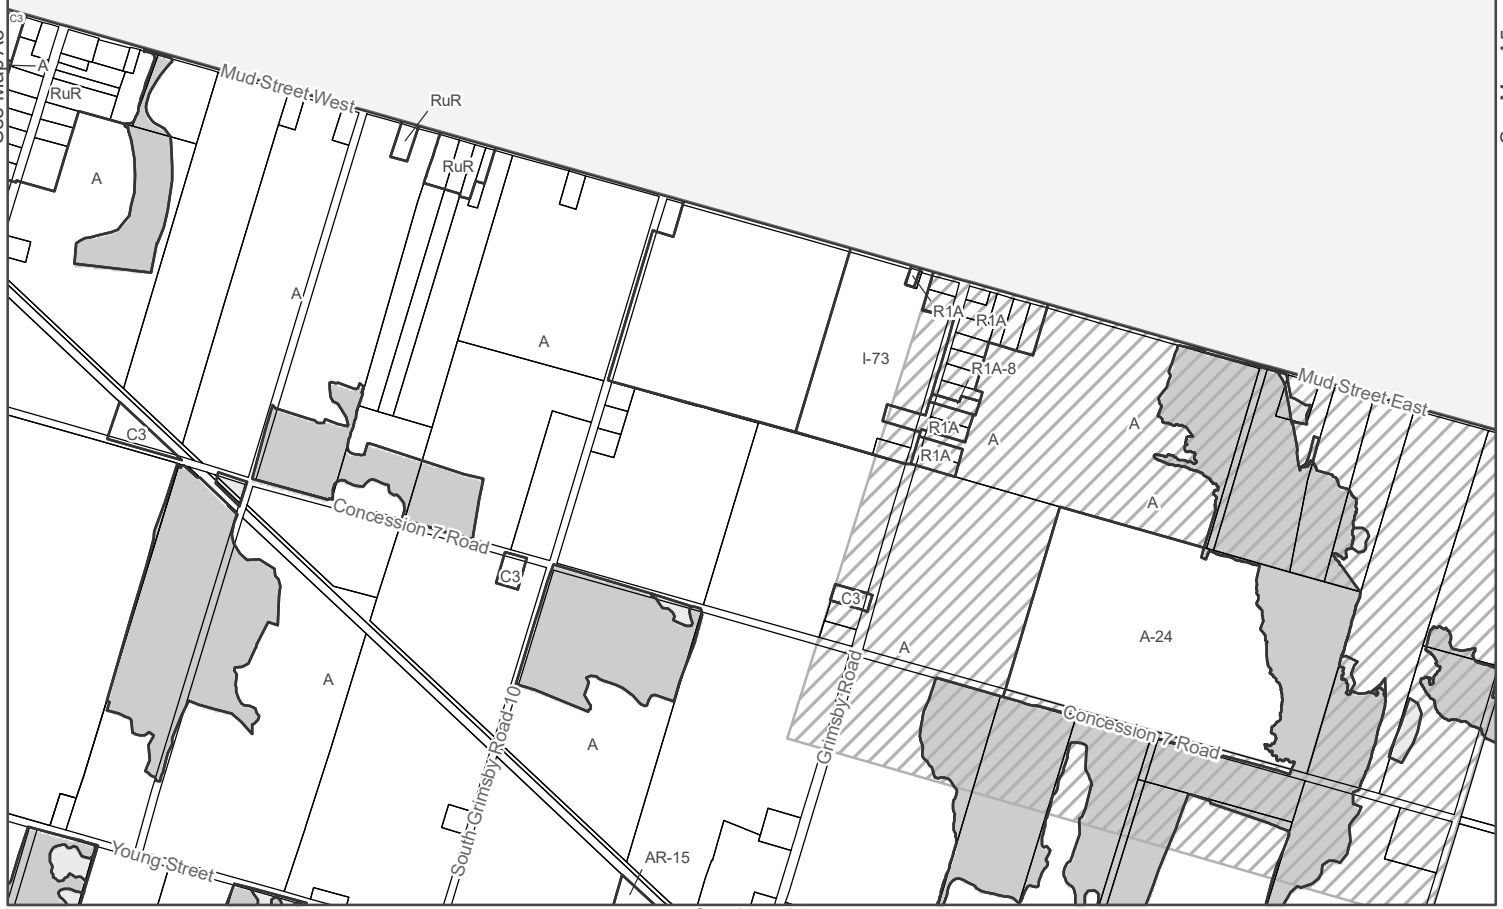 C3
A
RuR
Mud Street West
RuR
RuR
A
A
A
R1A
R1A
I-73
R1A-8
Mud Street East
A
R1A
A
C3
R1A
A
Concession 7 Road
C3
C3
A-24
A
A
Grimsby Road
South Grimsby Road 10
Concession 7 Road
A
Young Street
AR-15